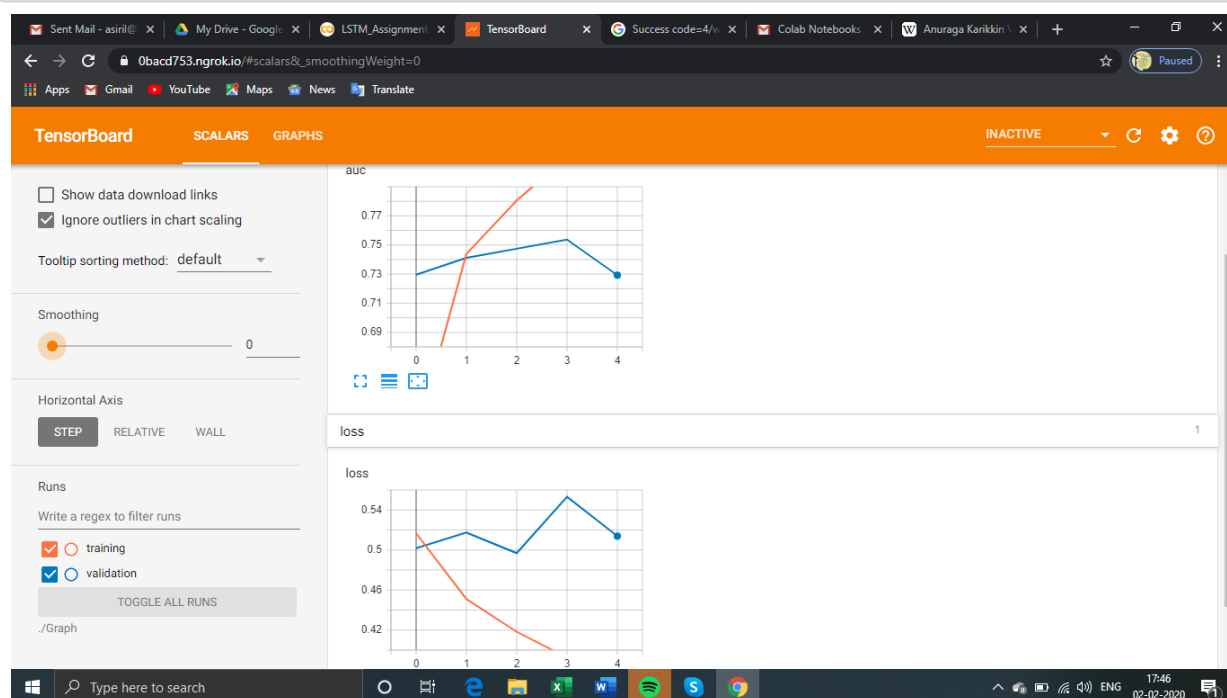 Sent Mail - asiril@ My Drive - Google LSTM_Assignment TensorBoard Success code=4/ Colab Notebooks Anuraga Karikkin
0bacd753.ngrok.io/#scalars&_smoothingWeight=0 Paused
Apps Gmail YouTube Maps News Translate
TensorBoard SCALARS GRAPHS INACTIVE
Show data download links
Ignore outliers in chart scaling
Tooltip sorting method: default
Smoothing
0
Horizontal Axis
STEP RELATIVE WALL
Runs
Write a regex to filter runs
training
validation
TOGGLE ALL RUNS
./Graph
auc
0.77
0.75
0.73
0.71
0.69
0 1 2 3 4
loss 1
loss
0.54
0.5
0.46
0.42
0 1 2 3 4
Type here to search
ENG 17:46
02-02-2020